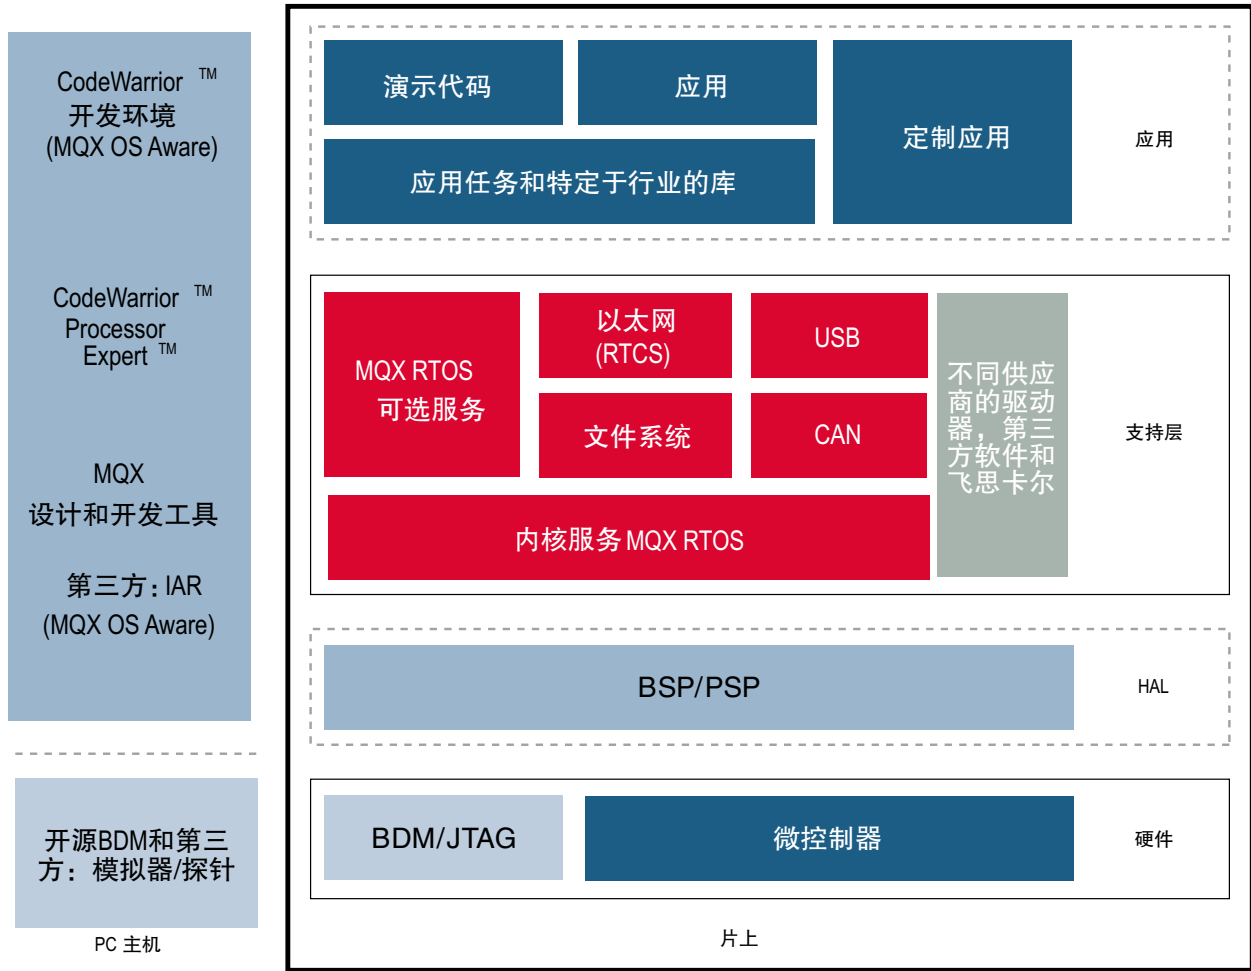 CodeWarrior ™
开发环境
(MQX OS Aware)
CodeWarrior ™
Processor
Expert ™
MQX
设计和开发工具
第三方：IAR
(MQX OS Aware)
开源BDM和第三
方：模拟器/探针
PC 主机
演示代码
应用
定制应用
应用任务和特定于行业的库
应用
MQX RTOS
可选服务
以太网
(RTCS)
USB
文件系统
CAN
内核服务MQX RTOS
不同供应
商的驱动
器，第三
方软件和
飞思卡尔
支持层
BSP/PSP
HAL
BDM/JTAG
微控制器
硬件
片上